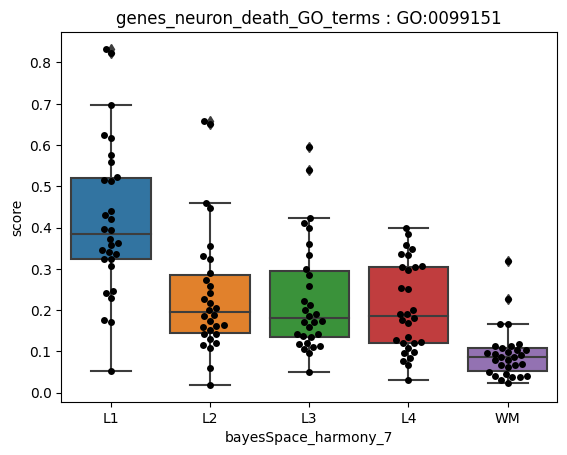 genes_neuron_death_GO_terms : GO:0099151
score
0.8
0.7
0.6
0.5
0.4
0.3
0.2
0.1
0.0
L1 L2 L3 L4 WM
bayesSpace_harmony_7